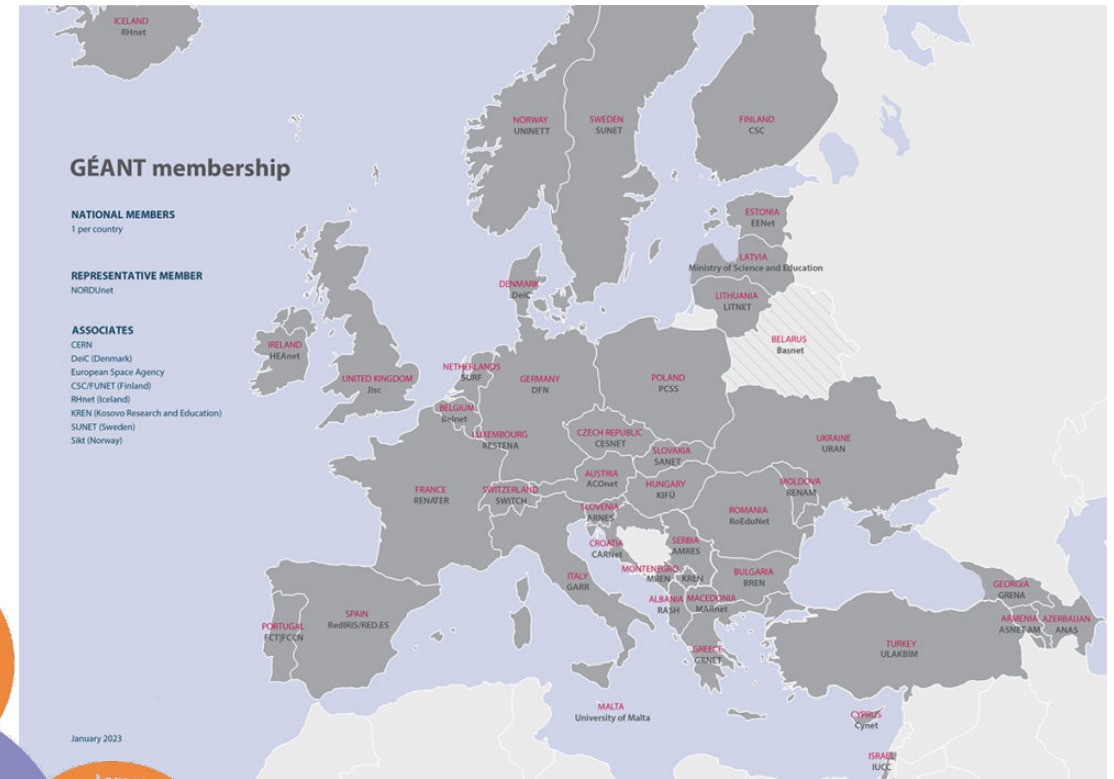 ICELAND
RHnet
NORWAY
UNINETT
SWEDEN
SUNET
FINLAND
CSC
GÉANT membership
NATIONAL MEMBERS
1 per country
REPRESENTATIVE MEMBER
NORDUnet
ASSOCIATES
CERN
DeiC (Denmark)
European Space Agency
CSC/FUNET (Finland)
RHnet (Iceland)
KREN (Kosovo Research and Education)
SUNET (Sweden)
Sikt (Norway)
ESTONIA
EENet
LATVIA
Ministry of Science and Education
LITHUANIA
LITNET
DENMARK
DeiC
BELARUS
Basnet
IRELAND
HEAnet
UNITED KINGDOM
Jisc
NETHERLANDS
SURF
GERMANY
DFN
POLAND
PCSS
BELGIUM
Belnet
LUXEMBOURG
RESTENA
CZECH REPUBLIC
CESNET
SLOVAKIA
SANET
UKRAINE
URAN
FRANCE
RENATER
SWITZERLAND
SWITCH
AUSTRIA
ACOnet
HUNGARY
KIFÜ
MOLDOVA
RENAM
SLOVENIA
ARNES
ROMANIA
RoEduNet
CROATIA
CARNet
SERBIA
AMRES
MONTENEGRO
MREN
KREN
BULGARIA
BREN
ITALY
GARR
ALBANIA
RASH
MACEDONIA
MARnet
GEORGIA
GRENA
PORTUGAL
FCT|FCCN
SPAIN
RedIRIS/RED.ES
ARMENIA
ASNET-AM
AZERBAIJAN
ANAS
GREECE
GRNET
TURKEY
ULAKBIM
MALTA
University of Malta
CYPRUS
Cynet
ISRAEL
IUCC
January 2023